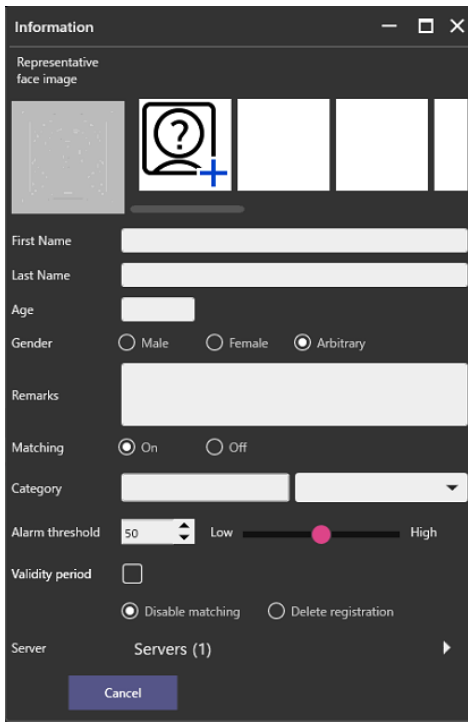 Information
Representative
face image
?
First Name
Last Name
Age
Gender Male Female Arbitrary
Remarks
Matching On Off
Category
Alarm threshold 50 Low High
Validity period
Disable matching Delete registration
Server Servers (1)
Cancel